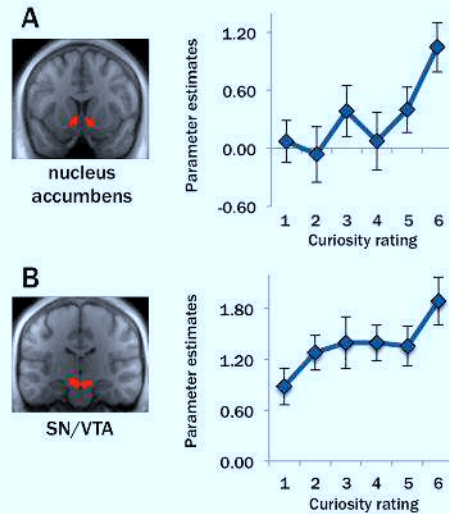 A
nucleus
accumbens
Parameter estimates
1.20
0.60
0.00
-0.60
1 2 3 4 5 6
Curiosity rating
B
SN/VTA
Parameter estimates
1.80
1.20
0.60
0.00
1 2 3 4 5 6
Curiosity rating